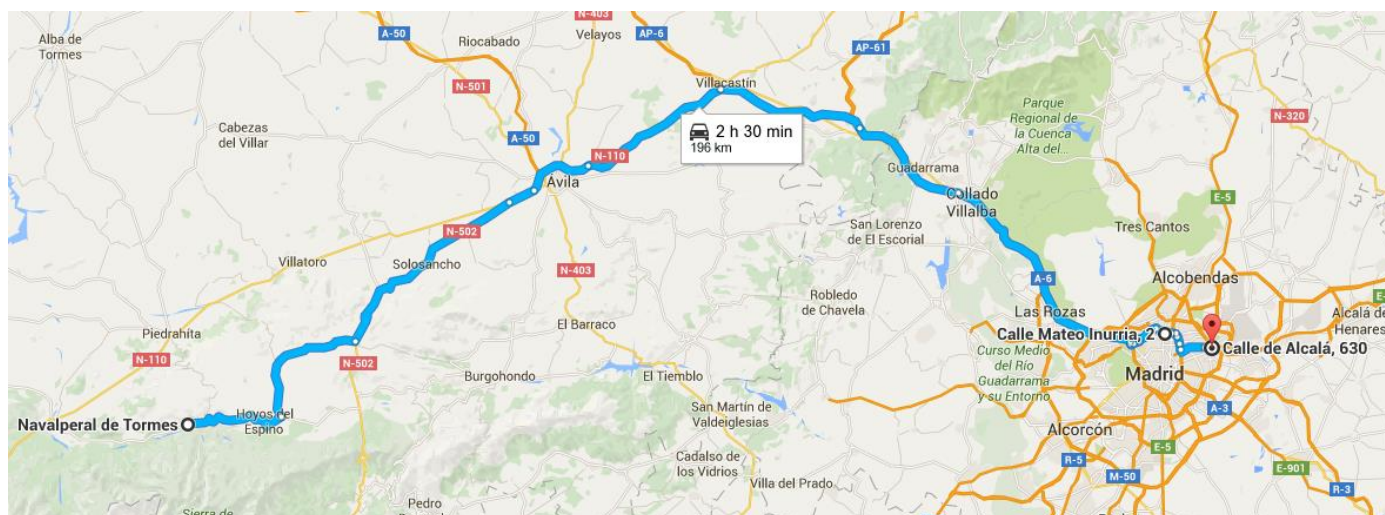 Alba de
Tormes
A-50
Riocabado
N-403
Velayos
AP-6
AP-61
N-501
Villacastín
Parque
Regional de
la Cuenca
Alta del...
N-320
Cabezas
del Villar
A-50
2 h 30 min
196 km
N-110
Ávila
Guadarrama
E-5
Collado
Villalba
San Lorenzo
de El Escorial
Tres Cantos
N-502
Villatoro
Solosancho
N-403
A-6
Alcobendas
Robledo
de Chavela
Las Rozas
Alcalá de
Henares
Piedrahíta
El Barraco
Calle Mateo Inurria, 2
Calle de Alcalá, 630
N-110
N-502
Burgohondo
El Tiemblo
Curso Medio
del Río
Guadarrama
y su Entorno
Madrid
Navalperal de Tormes
Hoyos del
Espino
San Martín de
Valdeiglesias
A-3
Alcorcón
E-5
Cadalso de
los Vidrios
R-5
M-50
E-901
R-3
Villa del Prado
Pedro
Sierra de